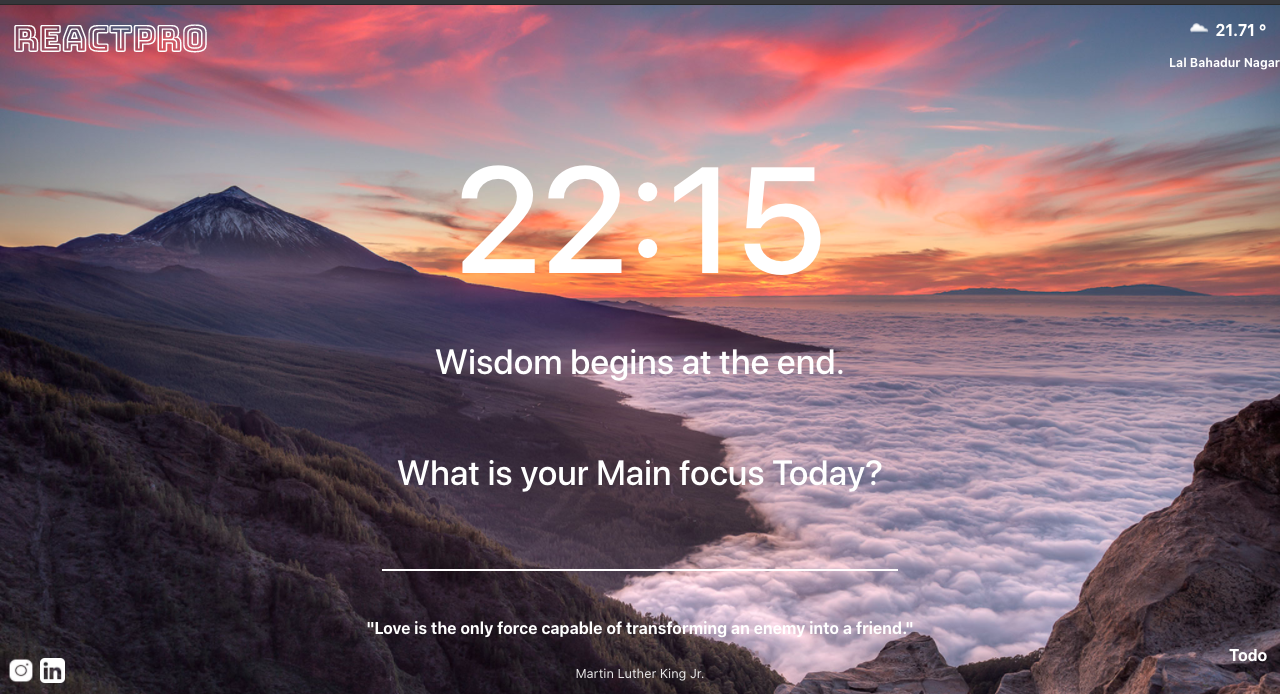 REACTPRO
21.71 °
Lal Bahadur Nagar
22:15
Wisdom begins at the end.
What is your Main focus Today?
"Love is the only force capable of transforming an enemy into a friend."
Martin Luther King Jr.
Todo
in